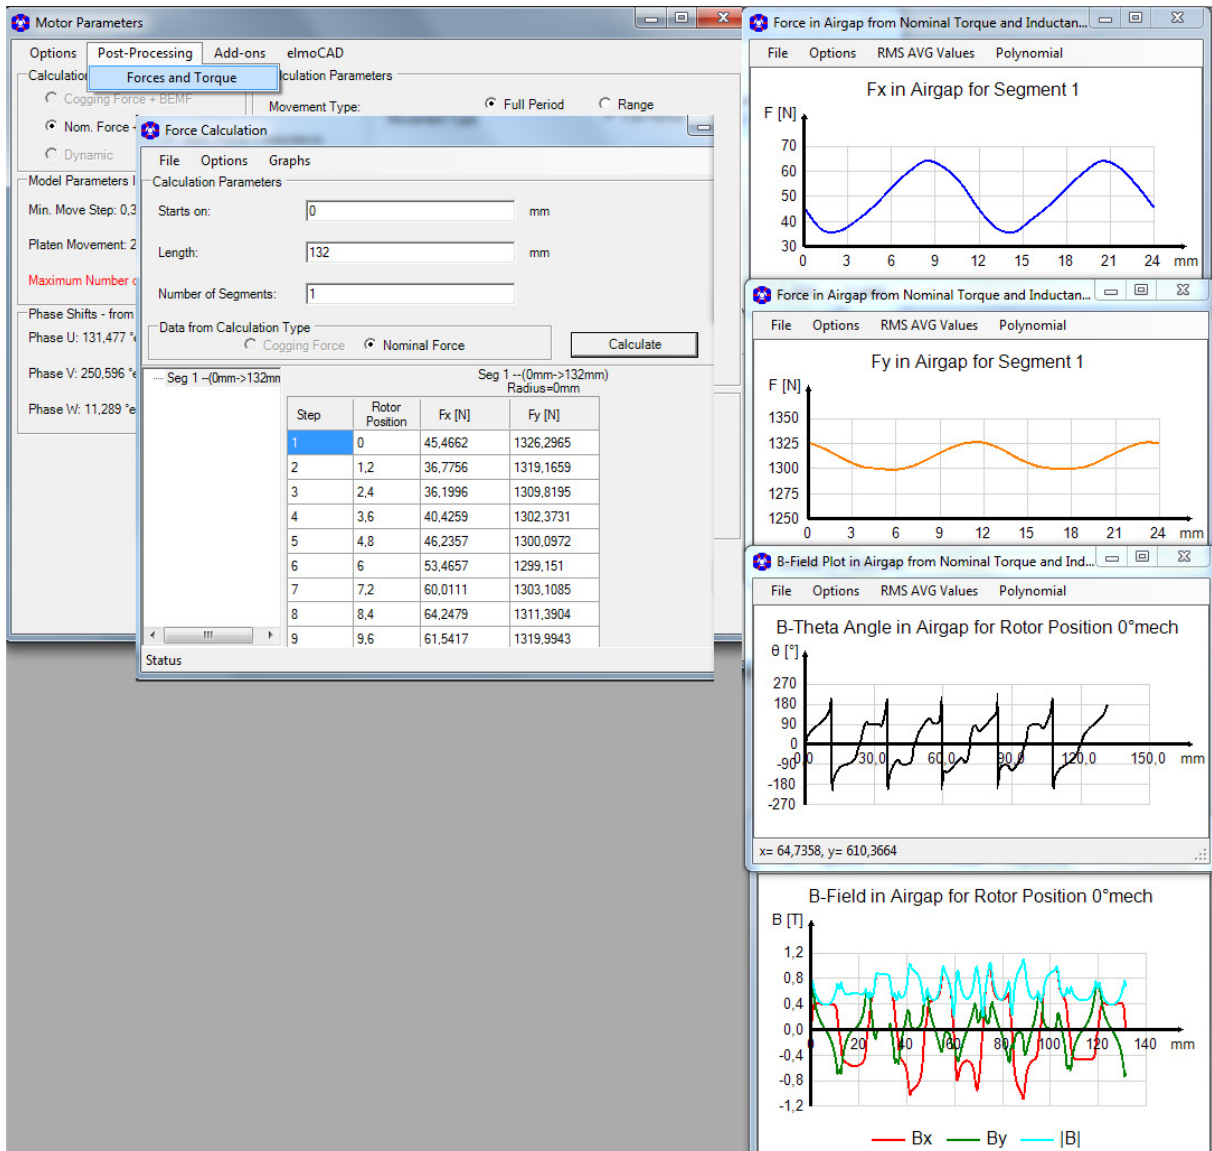 Motor Parameters
Options Post-Processing Add-ons elmoCAD
Forces and Torque
Calculation
Calculation Parameters
Cogging Force + BEMF
Nom. Force +
Dynamic
Movement Type:
Full Period
Range
Model Parameters
Min. Move Step: 0,3
Platen Movement: 2
Maximum Number
Phase Shifts - from
Phase U: 131,477 °e
Phase V: 250,596 °e
Phase W: 11,289 °e
Force Calculation
File Options Graphs
Calculation Parameters
Starts on: 0 mm
Length: 132 mm
Number of Segments: 1
Data from Calculation Type
Cogging Force Nominal Force
Calculate
Seg 1 --(0mm->132mm
Seg 1 --(0mm->132mm)
Radius=0mm
Step Rotor Position Fx [N] Fy [N]
1 0 45,4662 1326,2965
2 1,2 36,7756 1319,1659
3 2,4 36,1996 1309,8195
4 3,6 40,4259 1302,3731
5 4,8 46,2357 1300,0972
6 6 53,4657 1299,151
7 7,2 60,0111 1303,1085
8 8,4 64,2479 1311,3904
9 9,6 61,5417 1319,9943
Status
Force in Airgap from Nominal Torque and Inductan...
File Options RMS AVG Values Polynomial
Fx in Airgap for Segment 1
F [N]
70
60
50
40
30
0 3 6 9 12 15 18 21 24 mm
Force in Airgap from Nominal Torque and Inductan...
File Options RMS AVG Values Polynomial
Fy in Airgap for Segment 1
F [N]
1350
1325
1300
1275
1250
0 3 6 9 12 15 18 21 24 mm
B-Field Plot in Airgap from Nominal Torque and Ind...
File Options RMS AVG Values Polynomial
B-Theta Angle in Airgap for Rotor Position 0°mech
θ [°]
270
180
90
0
-90
-180
-270
0,0 30,0 60,0 90,0 120,0 150,0 mm
x= 64,7358, y= 610,3664
B-Field in Airgap for Rotor Position 0°mech
B [T]
1,2
0,8
0,4
0,0
-0,4
-0,8
-1,2
0 20 40 60 80 100 120 140 mm
Bx By |B|